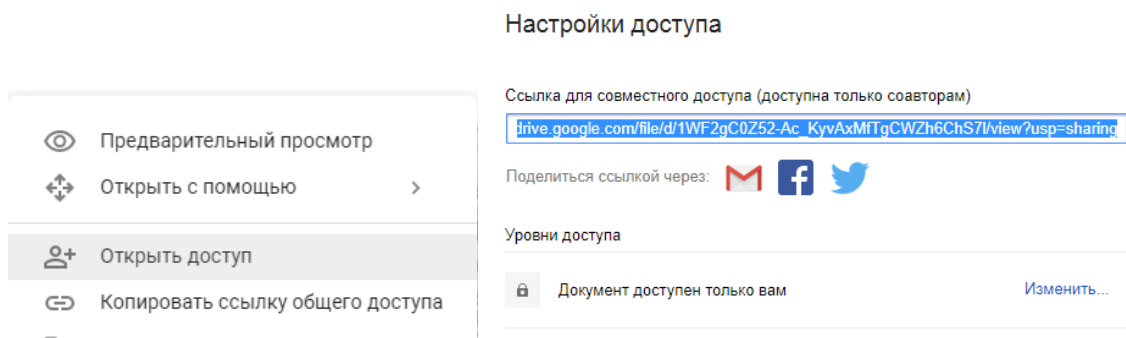 Настройки доступа
Ссылка для совместного доступа (доступна только соавторам)
drive.google.com/file/d/1WF2gC0Z52-Ac_KyvAxMfTgCWZh6ChS7I/view?usp=sharing
Поделиться ссылкой через:
Уровни доступа
Документ доступен только вам
Изменить...
Предварительный просмотр
Открыть с помощью
Открыть доступ
Копировать ссылку общего доступа